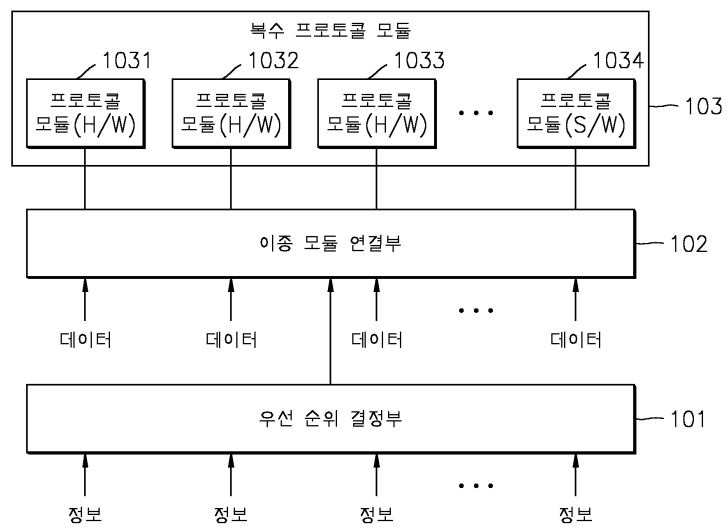 복수 프로토콜 모듈
1031
1032
1033
1034
프로토콜
모듈(H/W)
프로토콜
모듈(H/W)
프로토콜
모듈(H/W)
...
프로토콜
모듈(S/W)
103
이종 모듈 연결부
102
데이터
데이터
데이터
...
데이터
우선 순위 결정부
101
정보
정보
정보
...
정보